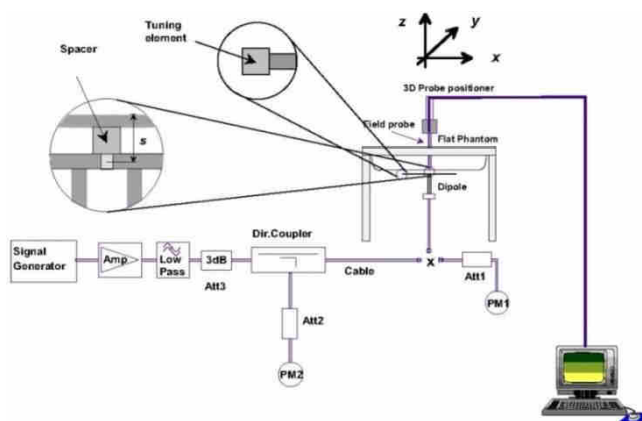 Tuning
element
Spacer
s
z
y
x
3D Probe positioner
Field probe
Flat Phantom
Dipole
Signal
Generator
Amp
Low
Pass
3dB
Att3
Dir.Coupler
Cable
x
Att1
PM1
Att2
PM2